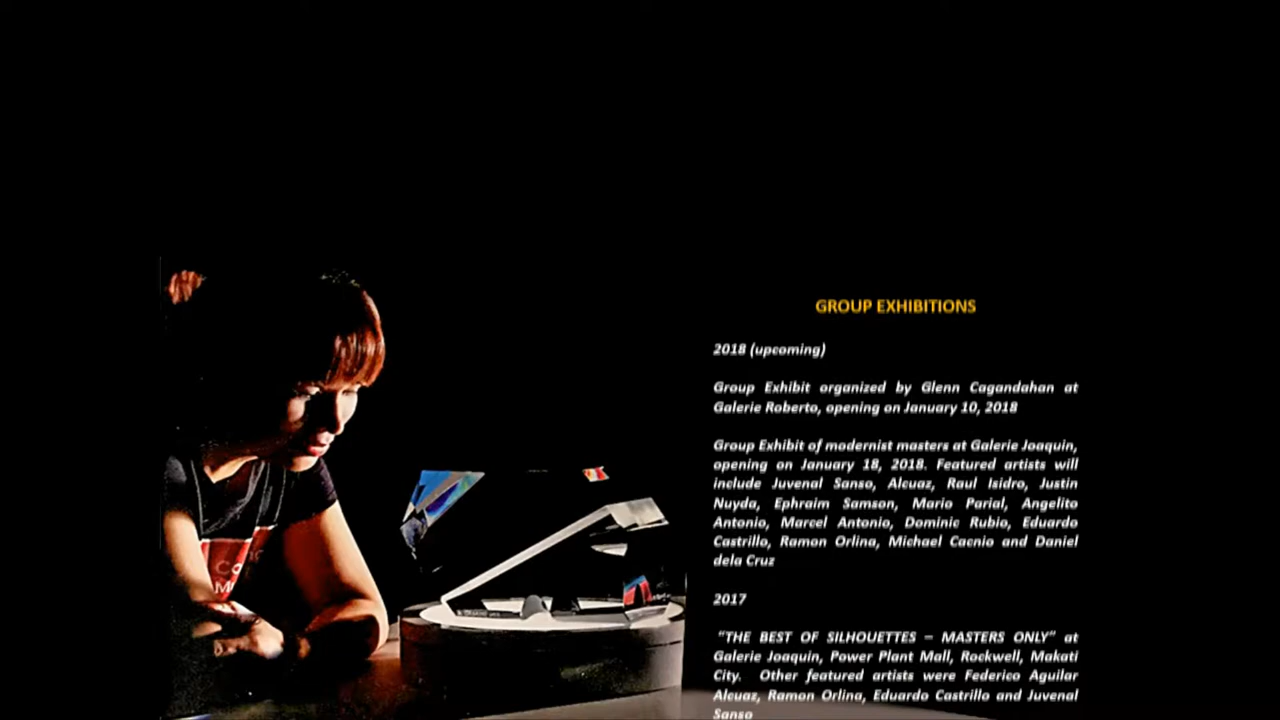 GROUP EXHIBITIONS
2018 (upcoming)
Group Exhibit organized by Glenn Cagandahan at
Galerie Roberto, opening on January 10, 2018
Group Exhibit of modernist masters at Galerie Joaquin,
opening on January 18, 2018. Featured artists will
include Juvenal Sanso, Alcuaz, Raul Isidro, Justin
Nuyda, Ephraim Samson, Mario Parial, Angelito
Antonio, Marcel Antonio, Dominic Rubio, Eduardo
Castrillo, Ramon Orlina, Michael Cacnio and Daniel
dela Cruz
2017
"THE BEST OF SILHOUETTES – MASTERS ONLY" at
Galerie Joaquin, Power Plant Mall, Rockwell, Makati
City. Other featured artists were Federico Aguilar
Alcuaz, Ramon Orlina, Eduardo Castrillo and Juvenal
Sanso